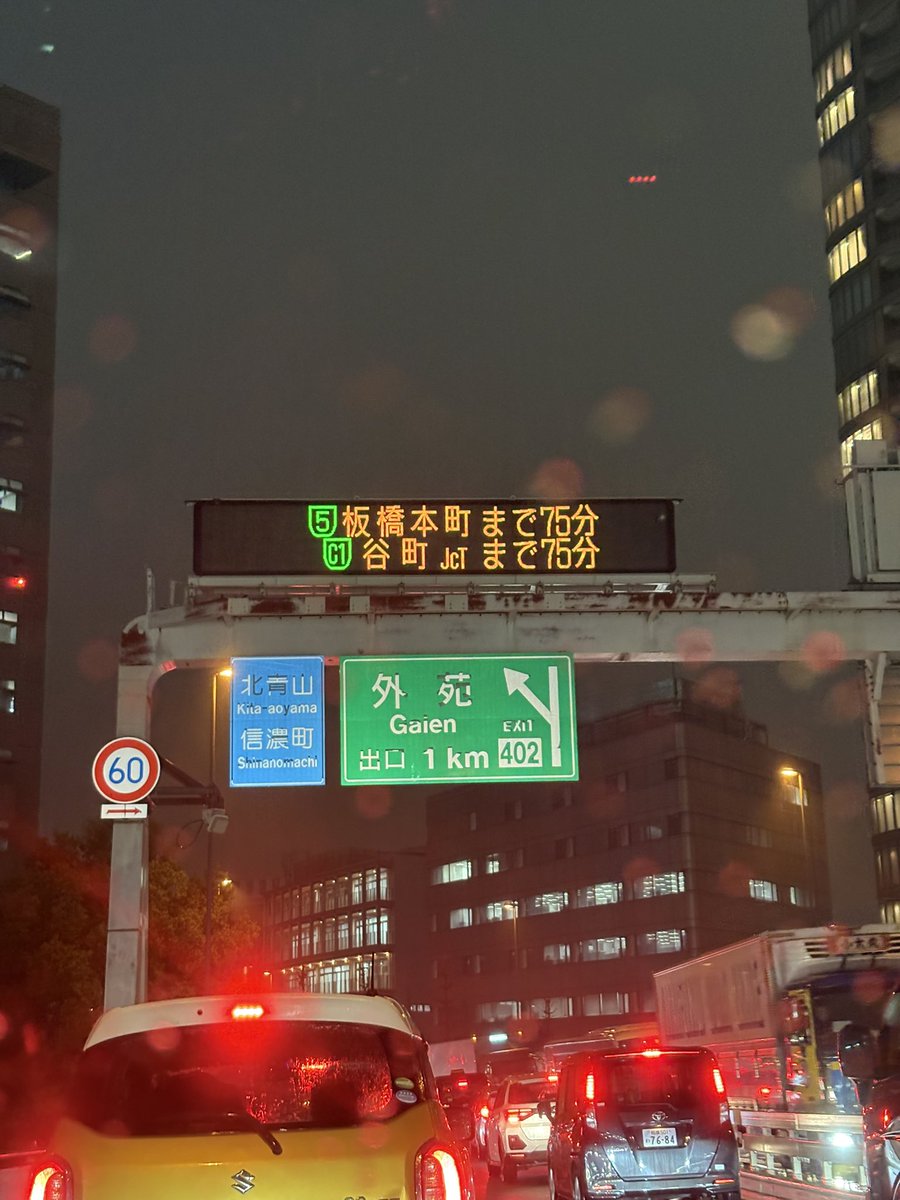 5 板橋本町 まで75分
C1 谷町 JCT まで75分
北青山
Kita-aoyama
信濃町
Shinanomachi
外苑
Gaien
EXIT
出口 1 km 402
60
76-84